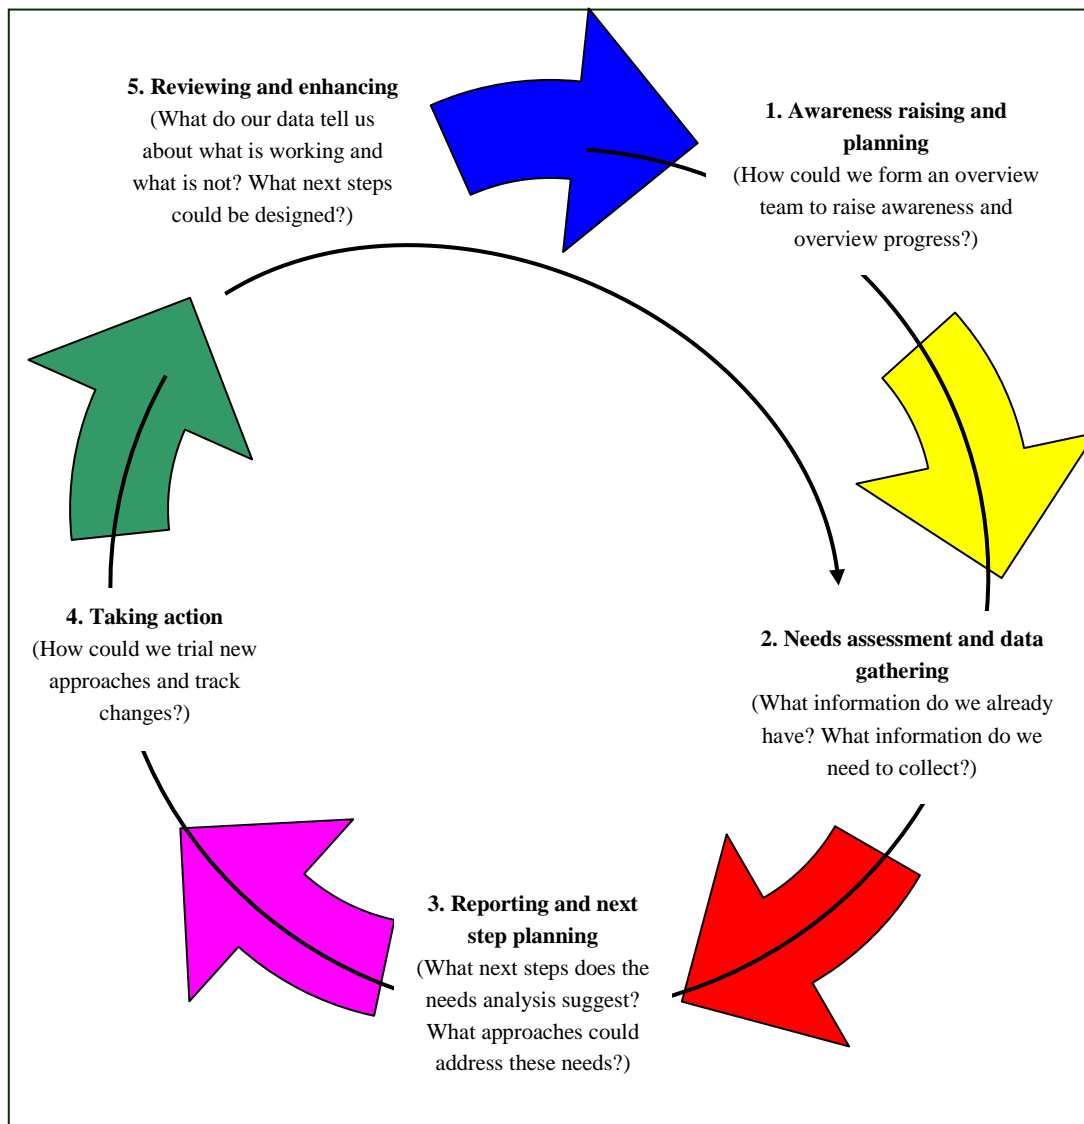 1. Awareness raising and
planning
(How could we form an overview
team to raise awareness and
overview progress?)
2. Needs assessment and data
gathering
(What information do we already
have? What information do we
need to collect?)
3. Reporting and next
step planning
(What next steps does the
needs analysis suggest?
What approaches could
address these needs?)
4. Taking action
(How could we trial new
approaches and track
changes?)
5. Reviewing and enhancing
(What do our data tell us
about what is working and
what is not? What next steps
could be designed?)